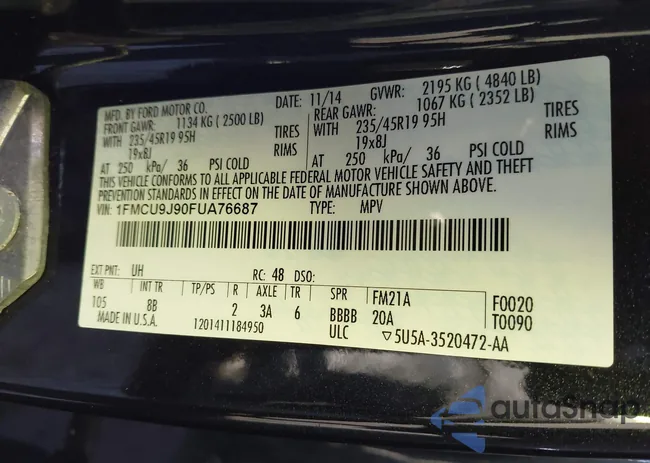 MFD. BY FORD MOTOR CO. DATE: 11/14 GVWR: 2195 KG ( 4840 LB)
FRONT GAWR: 1134 KG ( 2500 LB) REAR GAWR: 1067 KG ( 2352 LB)
WITH 235/45R19 95H TIRES WITH 235/45R19 95H TIRES
19x8J RIMS 19x8J RIMS
AT 250 kPa/ 36 PSI COLD AT 250 kPa/ 36 PSI COLD
THIS VEHICLE CONFORMS TO ALL APPLICABLE FEDERAL MOTOR VEHICLE SAFETY AND THEFT
PREVENTION STANDARDS IN EFFECT ON THE DATE OF MANUFACTURE SHOWN ABOVE.
VIN: 1FMCU9J90FUA76687 TYPE: MPV
EXT PNT: UH RC: 48 DSO:
WB INT TR TP/PS R AXLE TR SPR FM21A F0020
105 8B 2 3A 6 BBBB 20A T0090
MADE IN U.S.A. 1201411184950 ULC ▽5U5A-3520472-AA
autoSnap